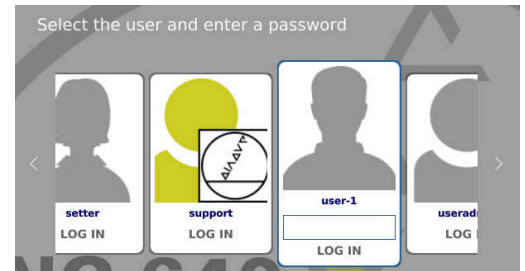 Select the user and enter a password
setter
support
user-1
LOG IN
LOG IN
LOG IN